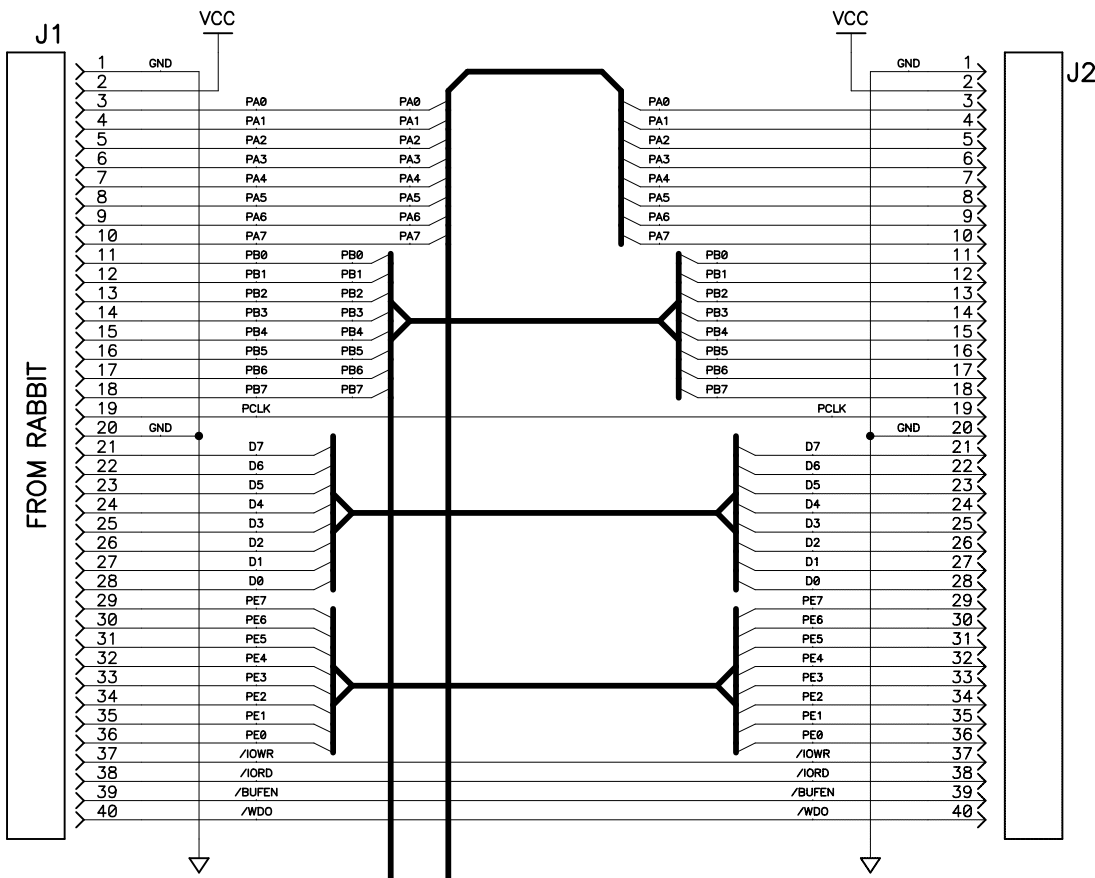 VCC VCC
J1 J2
FROM RABBIT
1 GND GND 1
2 2
3 PA0 PA0 PA0 3
4 PA1 PA1 PA1 4
5 PA2 PA2 PA2 5
6 PA3 PA3 PA3 6
7 PA4 PA4 PA4 7
8 PA5 PA5 PA5 8
9 PA6 PA6 PA6 9
10 PA7 PA7 PA7 10
11 PB0 PB0 PB0 11
12 PB1 PB1 PB1 12
13 PB2 PB2 PB2 13
14 PB3 PB3 PB3 14
15 PB4 PB4 PB4 15
16 PB5 PB5 PB5 16
17 PB6 PB6 PB6 17
18 PB7 PB7 PB7 18
19 PCLK PCLK 19
20 GND GND 20
21 D7 D7 21
22 D6 D6 22
23 D5 D5 23
24 D4 D4 24
25 D3 D3 25
26 D2 D2 26
27 D1 D1 27
28 D0 D0 28
29 PE7 PE7 29
30 PE6 PE6 30
31 PE5 PE5 31
32 PE4 PE4 32
33 PE3 PE3 33
34 PE2 PE2 34
35 PE1 PE1 35
36 PE0 PE0 36
37 /IOWR /IOWR 37
38 /IORD /IORD 38
39 /BUFEN /BUFEN 39
40 /WDO /WDO 40